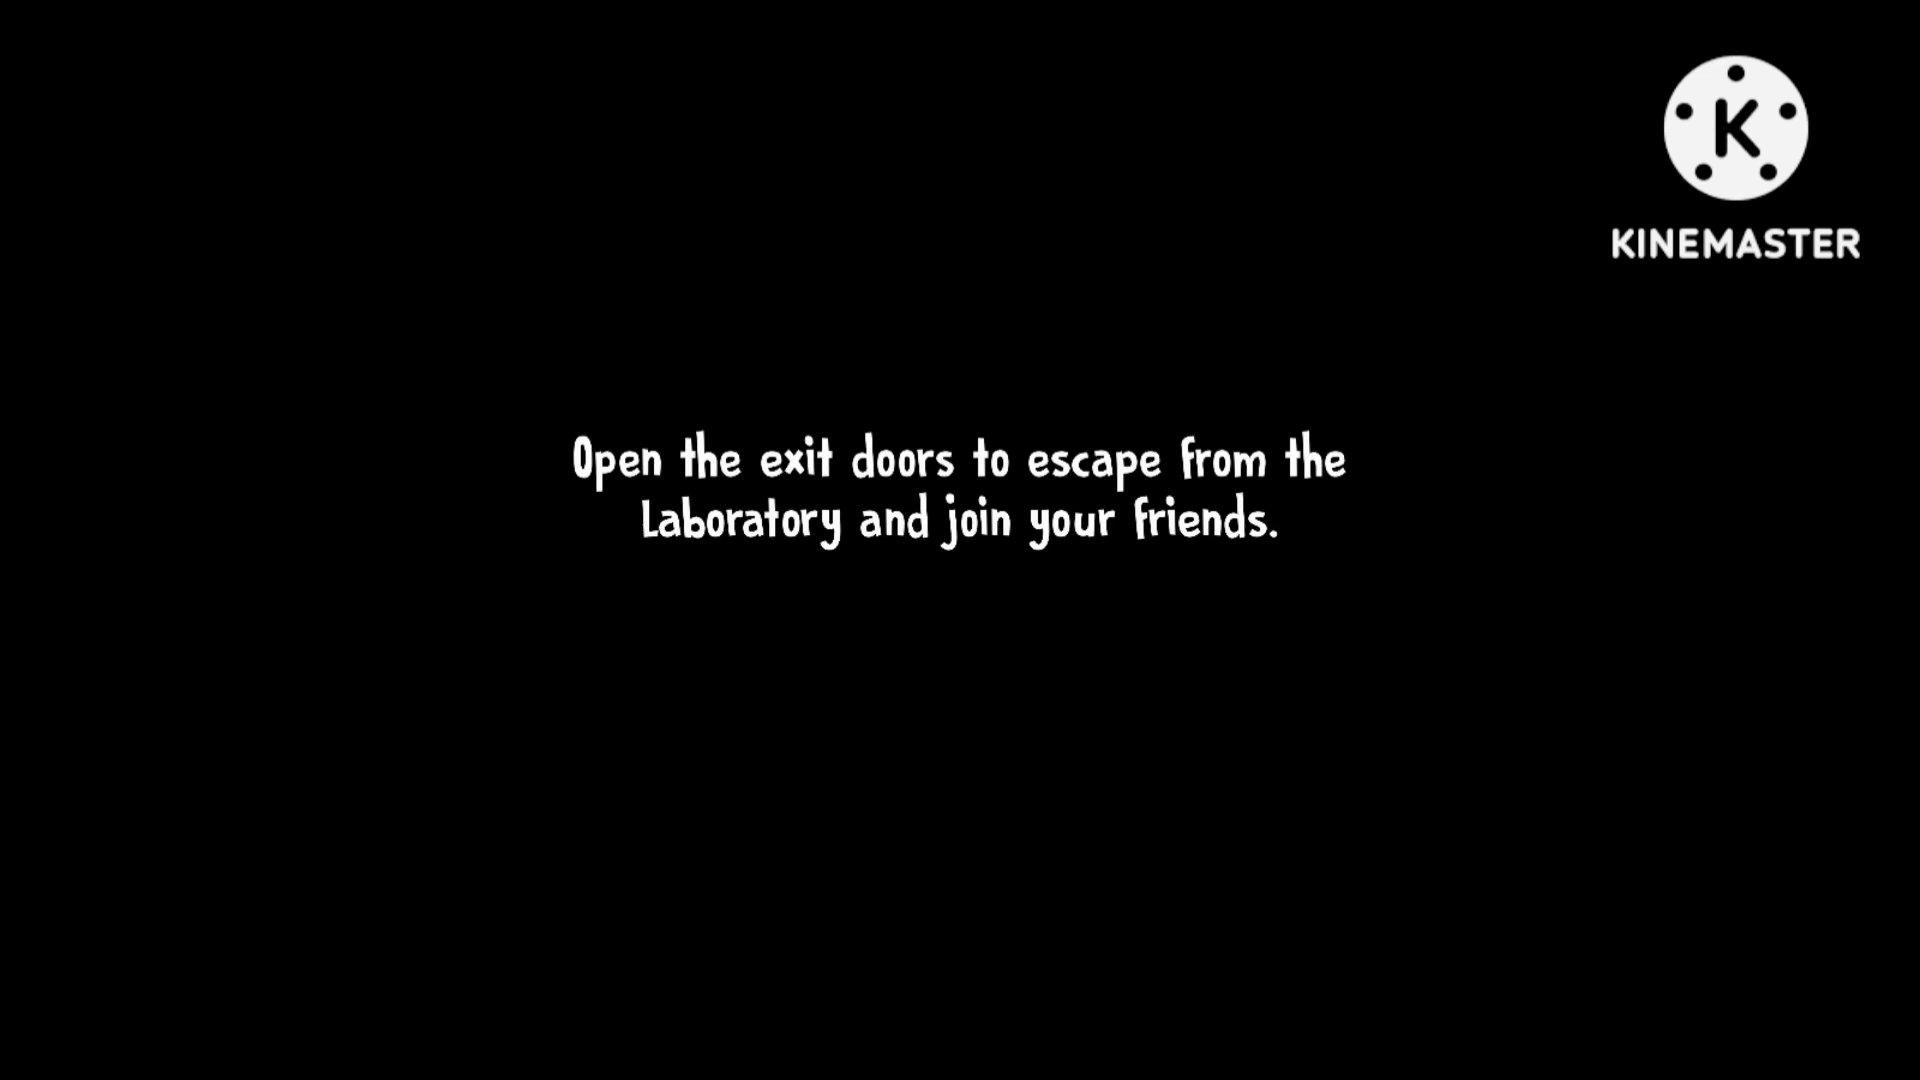 K
KINEMASTER
Open the exit doors to escape from the
Laboratory and join your friends.